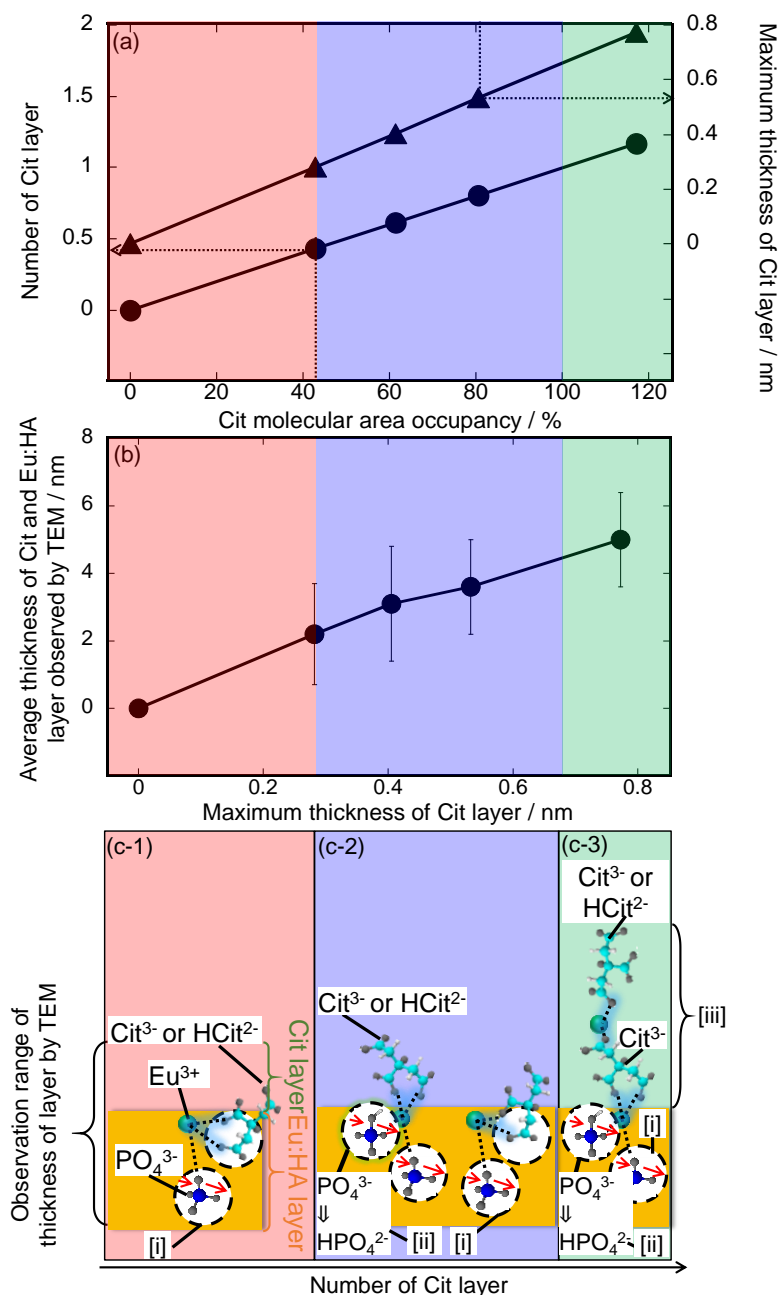 (a)
2
1.5
1
0.5
0
Number of Cit layer
0.8
0.6
0.4
0.2
0
Maximum thickness
of Cit layer / nm
0 20 40 60 80 100 120
Cit molecular area occupancy / %
(b)
8
6
4
2
0
Average thickness of Cit and Eu:HA
layer observed by TEM / nm
0 0.2 0.4 0.6 0.8
Maximum thickness of Cit layer / nm
(c-1) (c-2) (c-3)
Observation range of
thickness of layer by TEM
Cit³⁻ or HCit²⁻
Eu³⁺
PO₄³⁻
[i]
Cit layer
Eu:HA layer
Cit³⁻ or HCit²⁻
PO₄³⁻
⇓
HPO₄²⁻ [ii] [i]
Cit³⁻ or
HCit²⁻
Cit³⁻
[iii]
[i]
PO₄³⁻
⇓
HPO₄²⁻ [ii]
Number of Cit layer